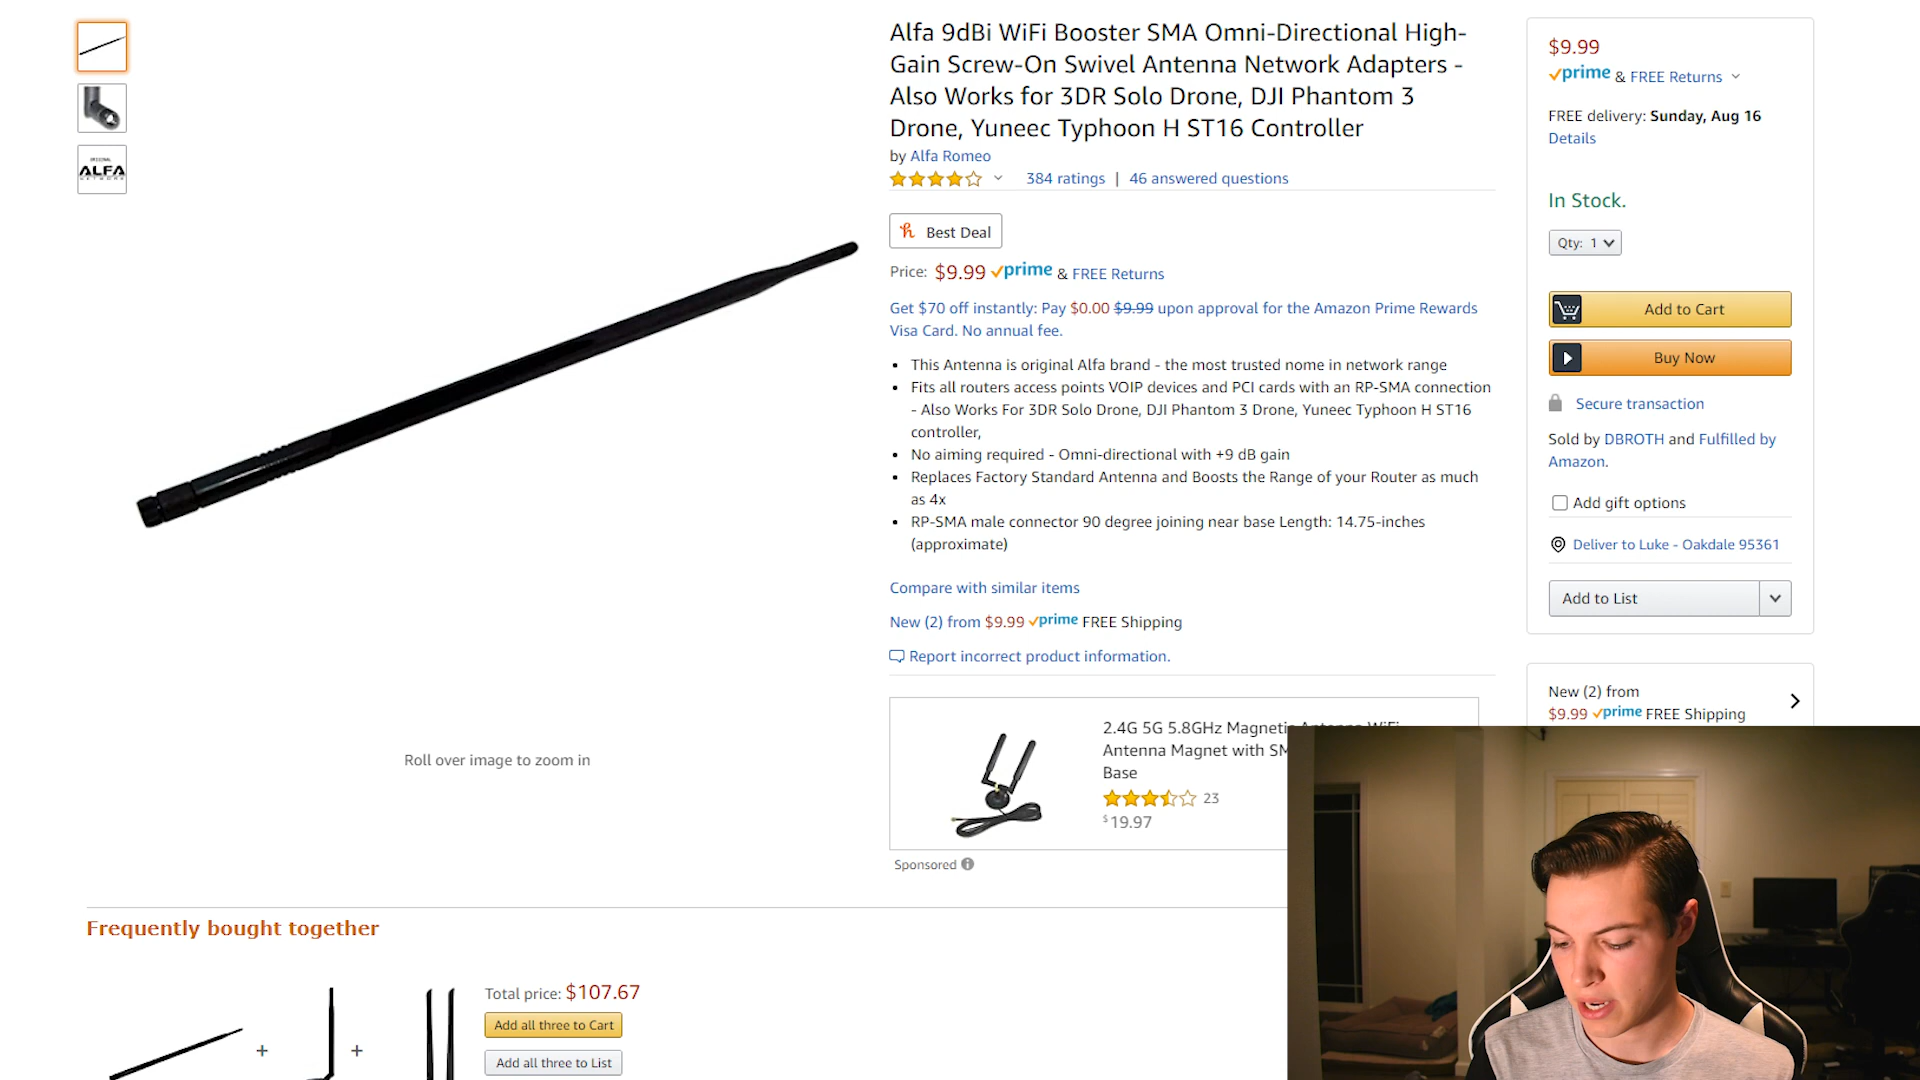 Alfa 9dBi WiFi Booster SMA Omni-Directional High-
Gain Screw-On Swivel Antenna Network Adapters -
Also Works for 3DR Solo Drone, DJI Phantom 3
Drone, Yuneec Typhoon H ST16 Controller
by Alfa Romeo
384 ratings | 46 answered questions
Best Deal
Price: $9.99 prime & FREE Returns
Get $70 off instantly: Pay $0.00 $9.99 upon approval for the Amazon Prime Rewards
Visa Card. No annual fee.
• This Antenna is original Alfa brand - the most trusted nome in network range
• Fits all routers access points VOIP devices and PCI cards with an RP-SMA connection
- Also Works For 3DR Solo Drone, DJI Phantom 3 Drone, Yuneec Typhoon H ST16
controller,
• No aiming required - Omni-directional with +9 dB gain
• Replaces Factory Standard Antenna and Boosts the Range of your Router as much
as 4x
• RP-SMA male connector 90 degree joining near base Length: 14.75-inches
(approximate)
Compare with similar items
New (2) from $9.99 prime FREE Shipping
Report incorrect product information.
2.4G 5G 5.8GHz Magnetic Antenna WiFi
Antenna Magnet with
Base
23
$19.97
Sponsored
ORIGINAL
ALFA
NETWORK
Roll over image to zoom in
$9.99
prime & FREE Returns
FREE delivery: Sunday, Aug 16
Details
In Stock.
Qty: 1
Add to Cart
Buy Now
Secure transaction
Sold by DBROTH and Fulfilled by
Amazon.
Add gift options
Deliver to Luke - Oakdale 95361
Add to List
New (2) from
$9.99 prime FREE Shipping
Frequently bought together
+
+
Total price: $107.67
Add all three to Cart
Add all three to List